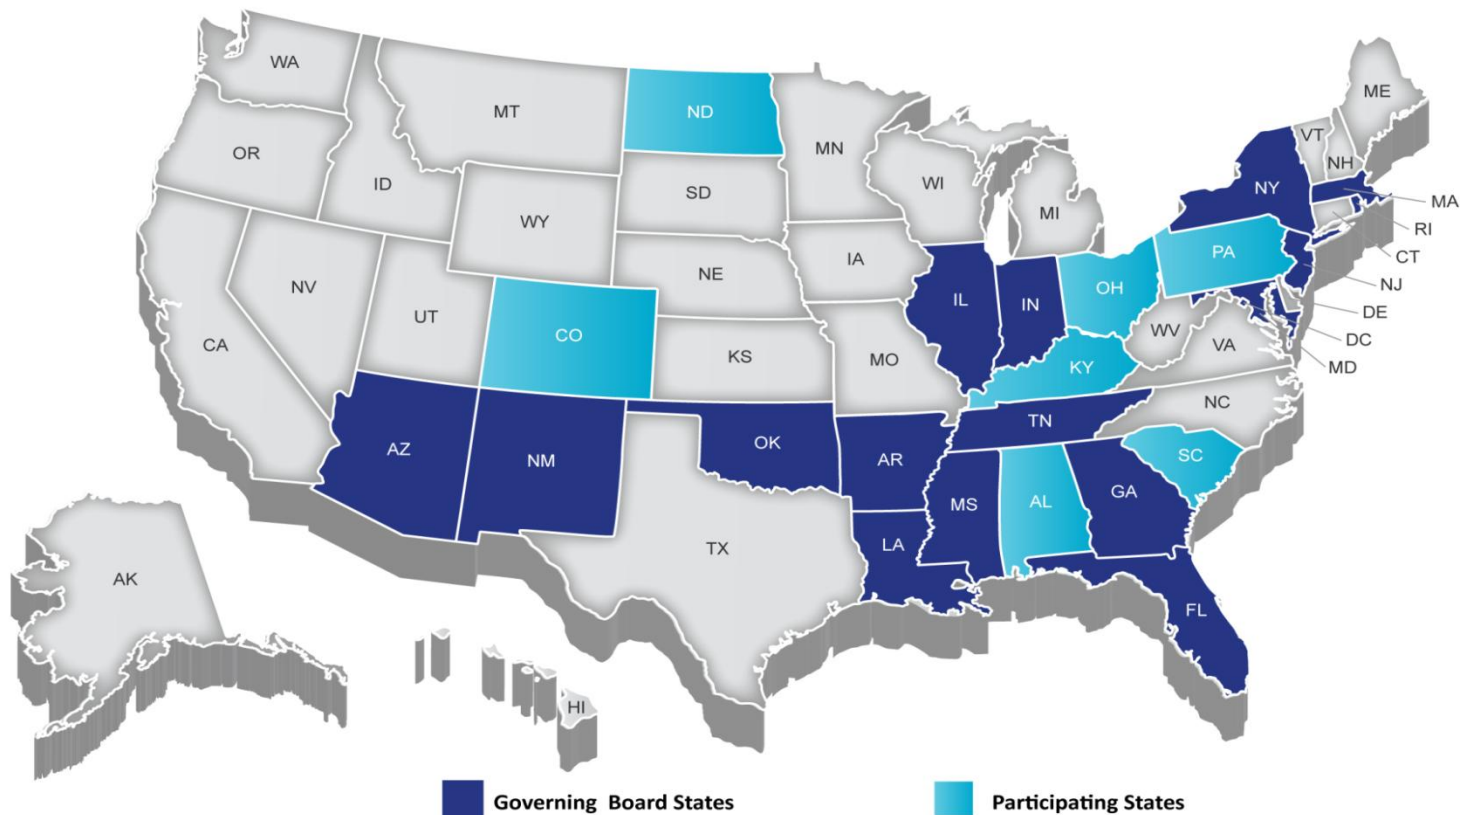 WA
MT
ND
MN
ME
OR
ID
SD
WI
MI
VT
NH
NY
MA
WY
RI
IA
CT
NE
PA
NV
UT
IL
IN
OH
NJ
DE
CA
CO
KS
MO
WV
VA
DC
KY
MD
NC
AZ
NM
OK
AR
TN
SC
MS
AL
GA
TX
LA
AK
FL
HI
Governing Board States
Participating States